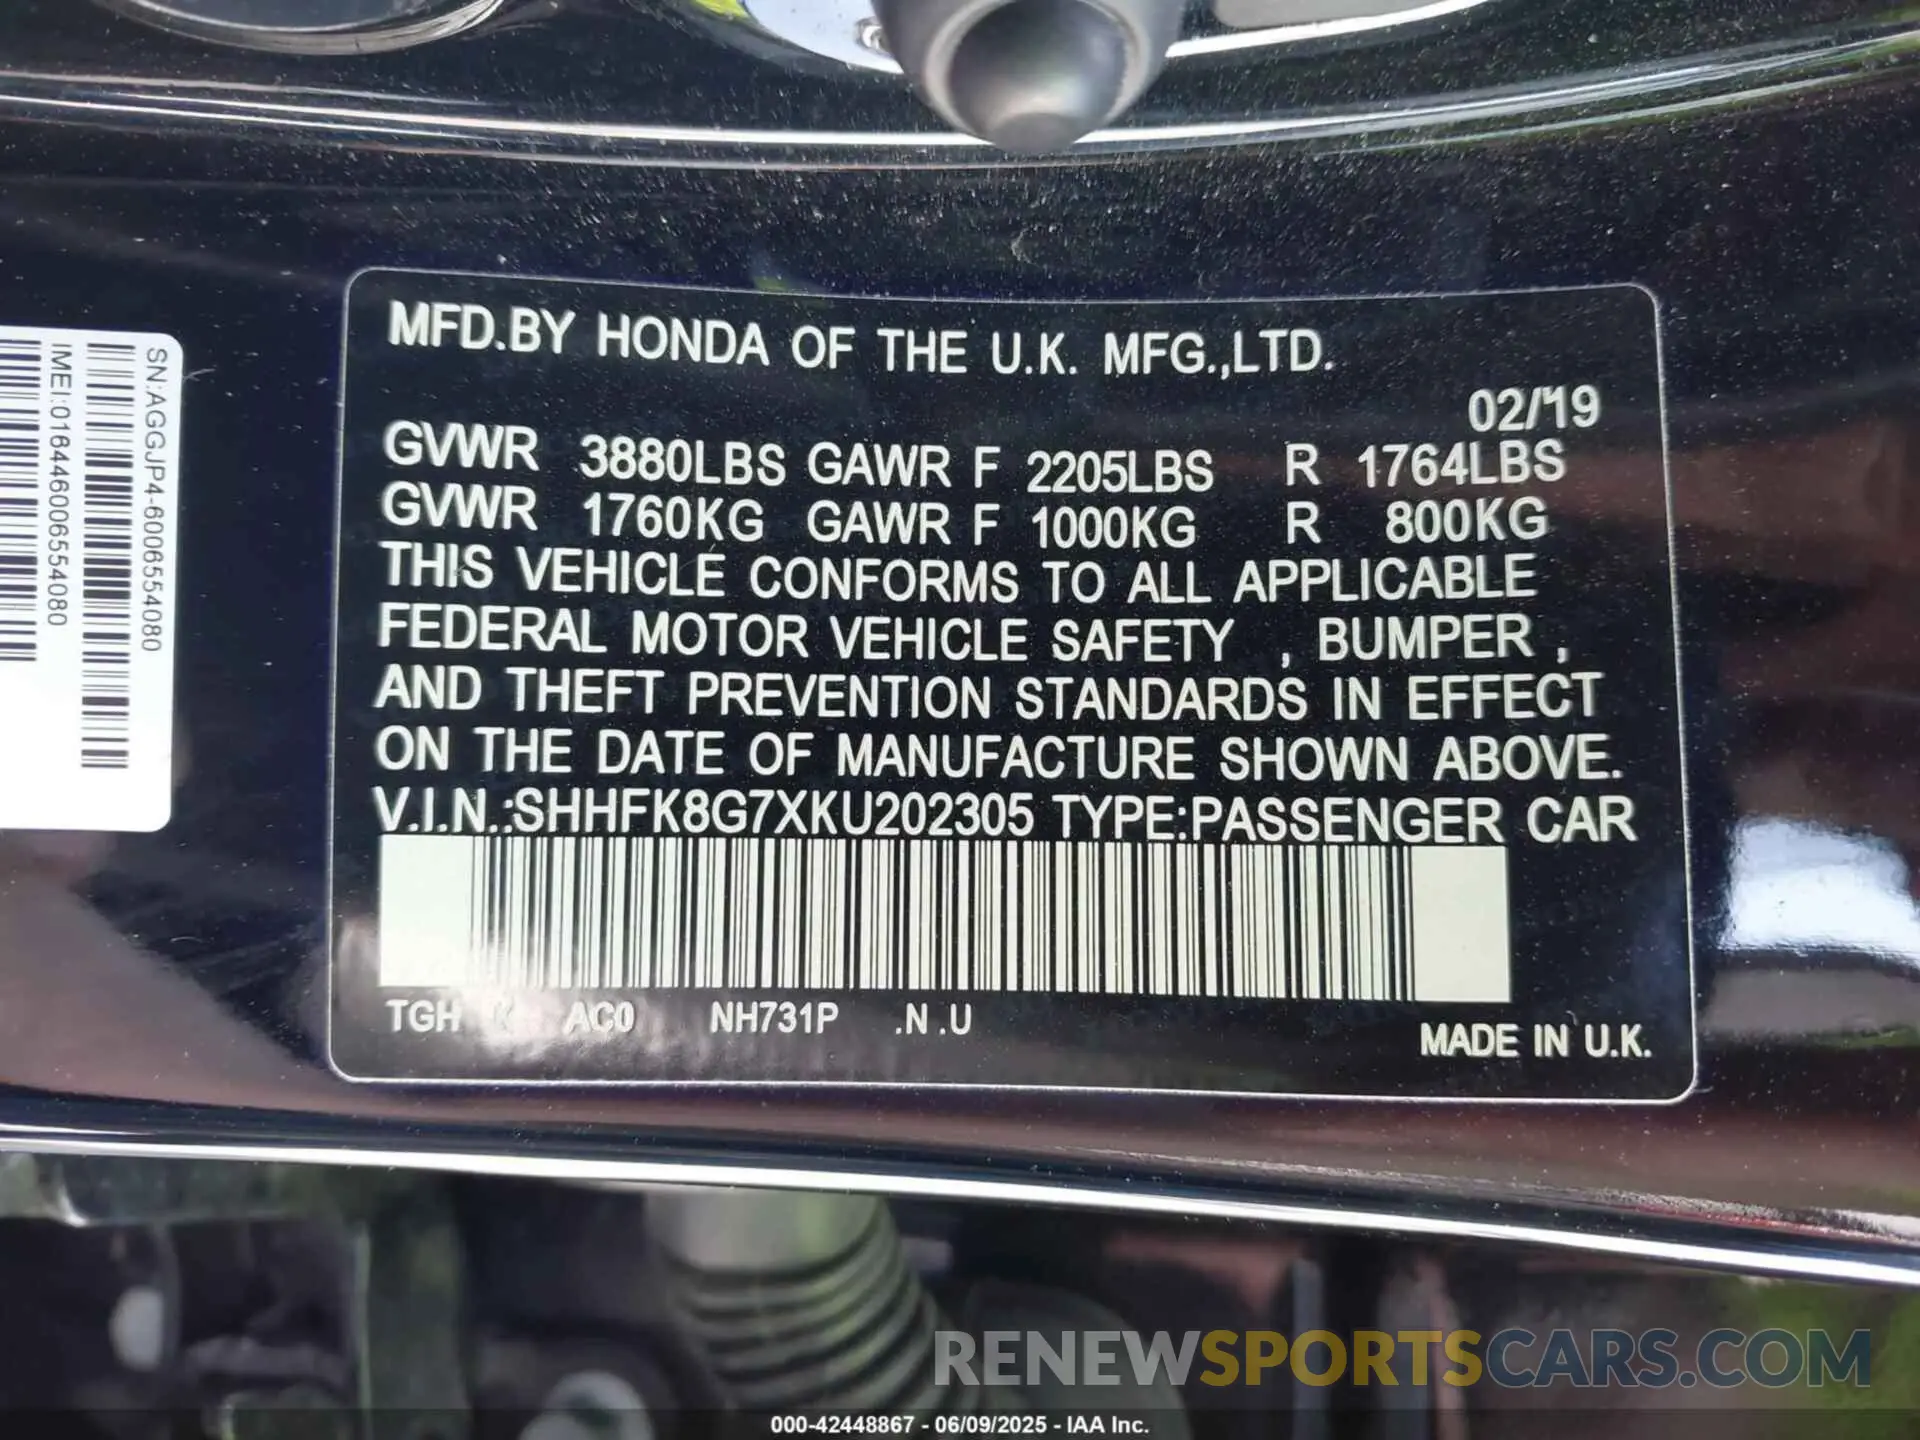 MFD.BY HONDA OF THE U.K. MFG.,LTD.
02/'19
GVWR 3880LBS GAWR F 2205LBS R 1764LBS
GVWR 1760KG GAWR F 1000KG R 800KG
THIS VEHICLE CONFORMS TO ALL APPLICABLE
FEDERAL MOTOR VEHICLE SAFETY , BUMPER ,
AND THEFT PREVENTION STANDARDS IN EFFECT
ON THE DATE OF MANUFACTURE SHOWN ABOVE.
V.I.N.:SHHFK8G7XKU202305 TYPE:PASSENGER CAR
TGH K AC0 NH731P .N .U
MADE IN U.K.
SN:AGGJP4-6006554080
IMEI:016446006554080
RENEWSPORTSCARS.COM
000-42448867 - 06/09/2025 - IAA Inc.